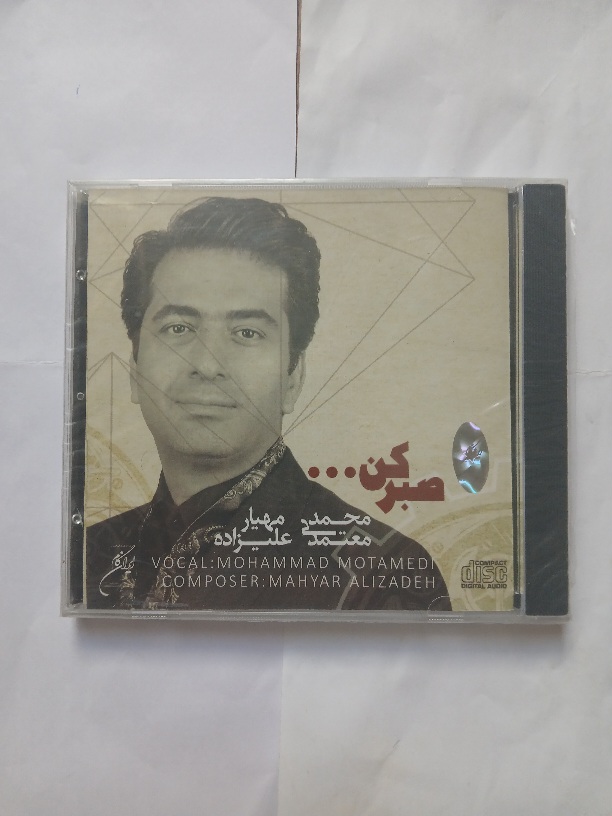 صبر کن...
محمد معتمدی
مهیار علیزاده
VOCAL:MOHAMMAD MOTAMEDI
COMPOSER:MAHYAR ALIZADEH
COMPACT
disc
DIGITAL AUDIO